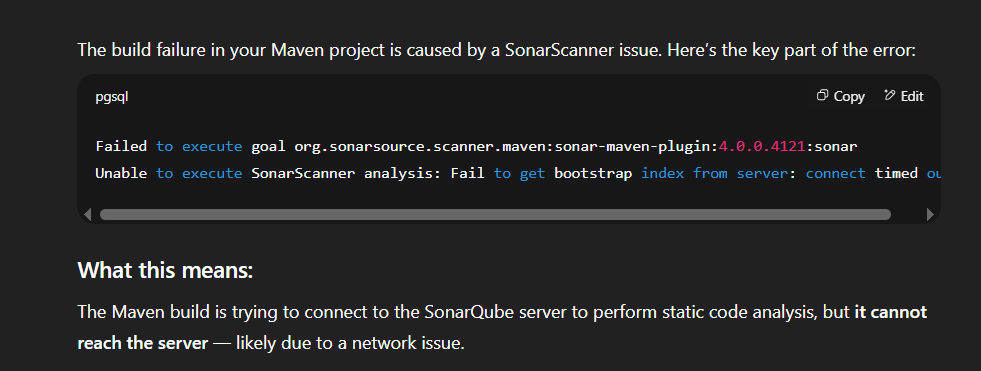 The build failure in your Maven project is caused by a SonarScanner issue. Here’s the key part of the error:
pgsql
Copy
Edit
Failed to execute goal org.sonarsource.scanner.maven:sonar-maven-plugin:4.0.0.4121:sonar
Unable to execute SonarScanner analysis: Fail to get bootstrap index from server: connect timed
What this means:
The Maven build is trying to connect to the SonarQube server to perform static code analysis, but it cannot
reach the server — likely due to a network issue.